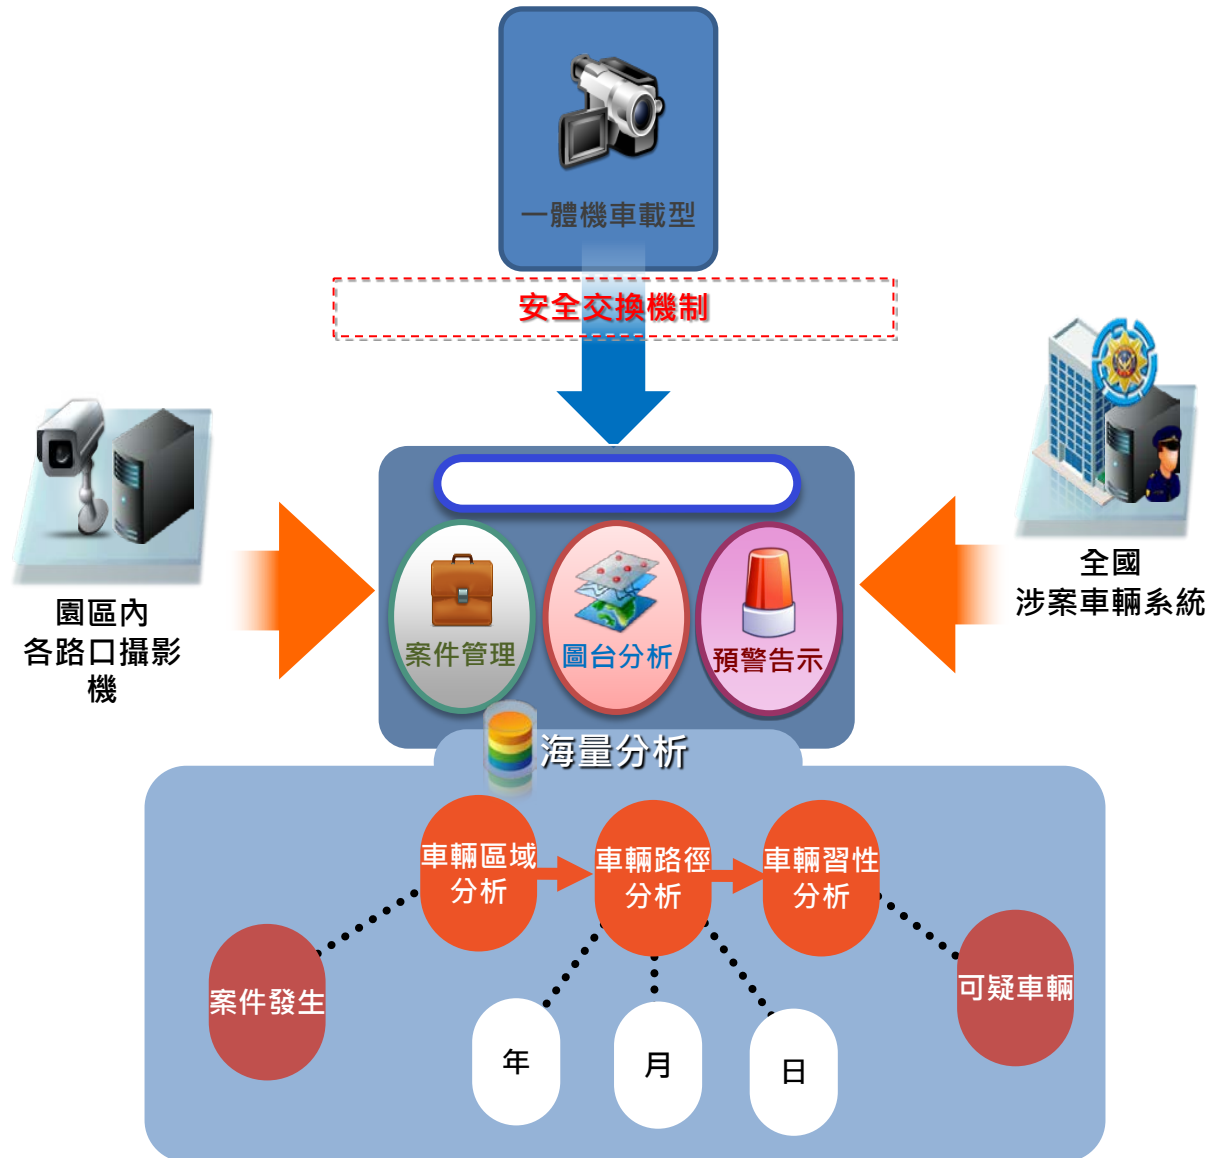 一體機車載型
安全交換機制
全國
涉案車輛系統
園區內
各路口攝影
機
案件管理
圖台分析
預警告示
海量分析
車輛區域
分析
車輛路徑
分析
車輛習性
分析
案件發生
可疑車輛
年
月
日